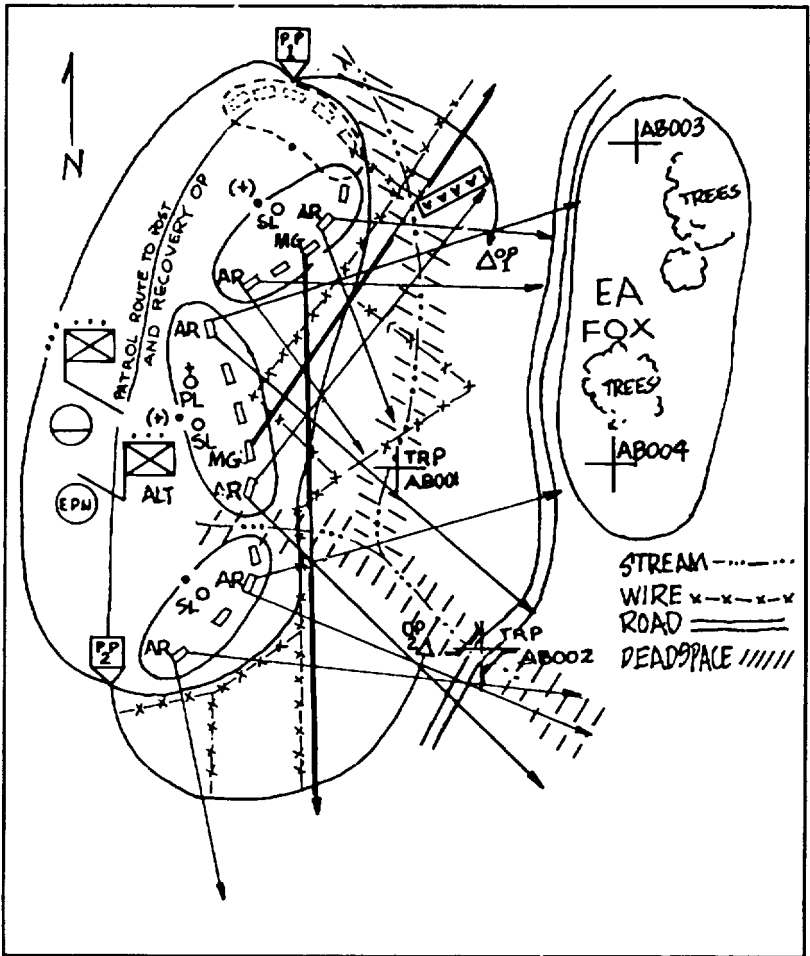 P.P
1
N
PATROL ROUTE TO POST
AND RECOVERY OP
(+)
SL
AR
MG
AR
OP
1
AB003
TREES
EA
FOX
TREES
AB004
AR
PL
(+)
SL
MG
AR
ALT
EPW
TRP
AB001
SL
AR
AR
P.P
2
OP
2
TRP
AB002
STREAM
WIRE x--x--x--x
ROAD
DEADSPACE //////